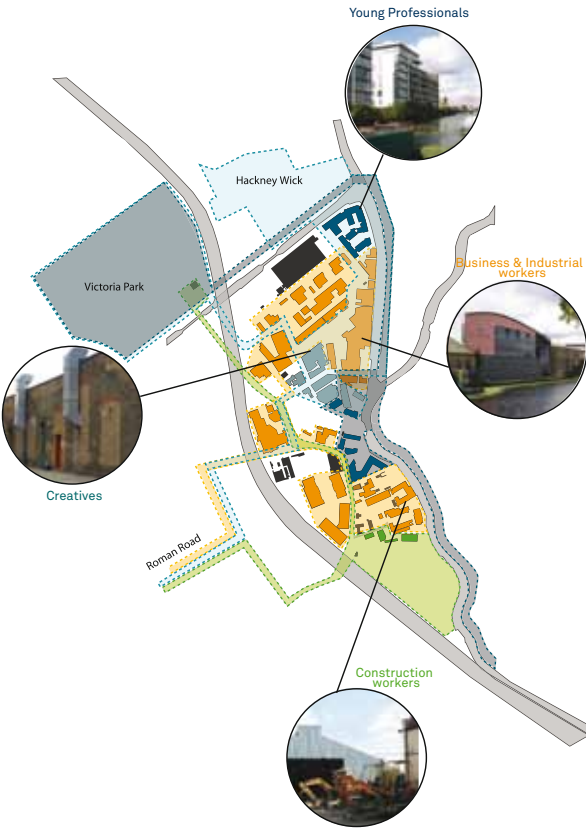 Young Professionals
Hackney Wick
Business & Industrial
workers
Victoria Park
Creatives
Roman Road
Construction
workers